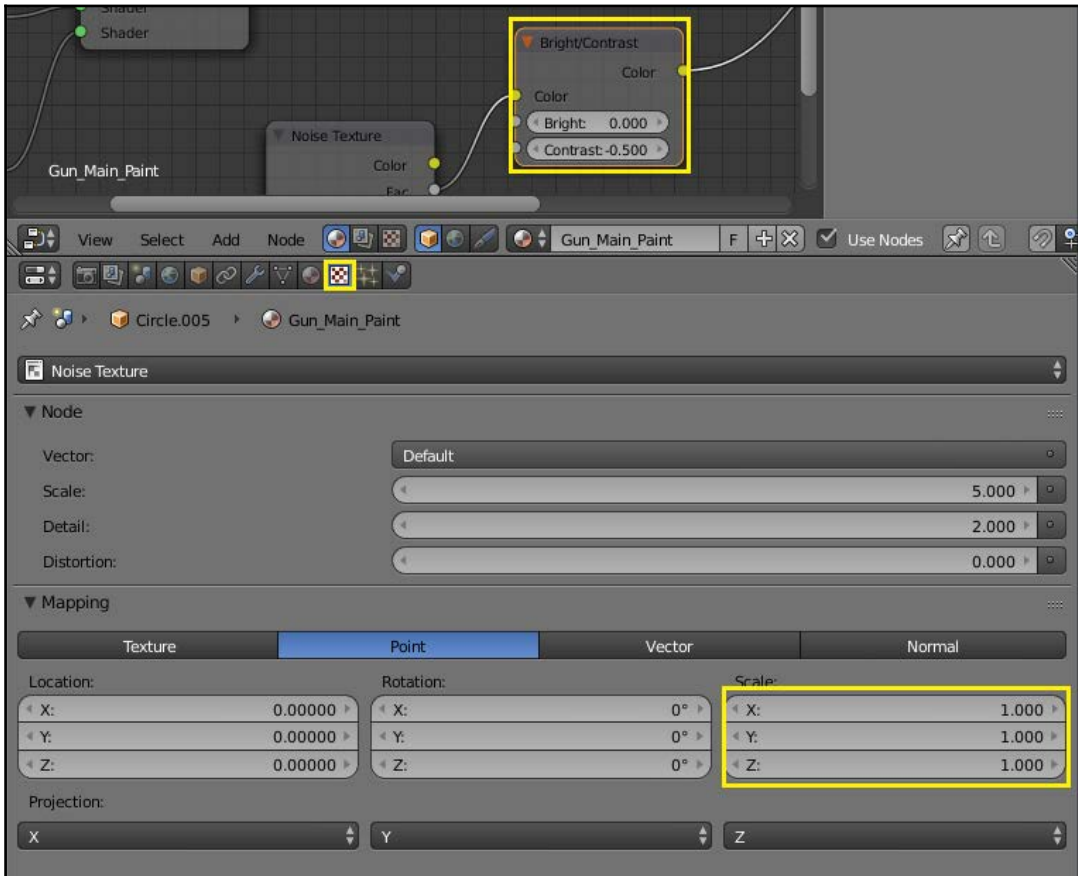 Shader
Shader
Bright/Contrast
Color
Color
Bright: 0.000
Contrast: -0.500
Noise Texture
Color
Fac
Gun_Main_Paint
View Select Add Node Gun_Main_Paint F Use Nodes
Circle.005 Gun_Main_Paint
Noise Texture
Node
Vector: Default
Scale: 5.000
Detail: 2.000
Distortion: 0.000
Mapping
Texture Point Vector Normal
Location: Rotation: Scale:
X: 0.00000 X: 0° X: 1.000
Y: 0.00000 Y: 0° Y: 1.000
Z: 0.00000 Z: 0° Z: 1.000
Projection:
X Y Z